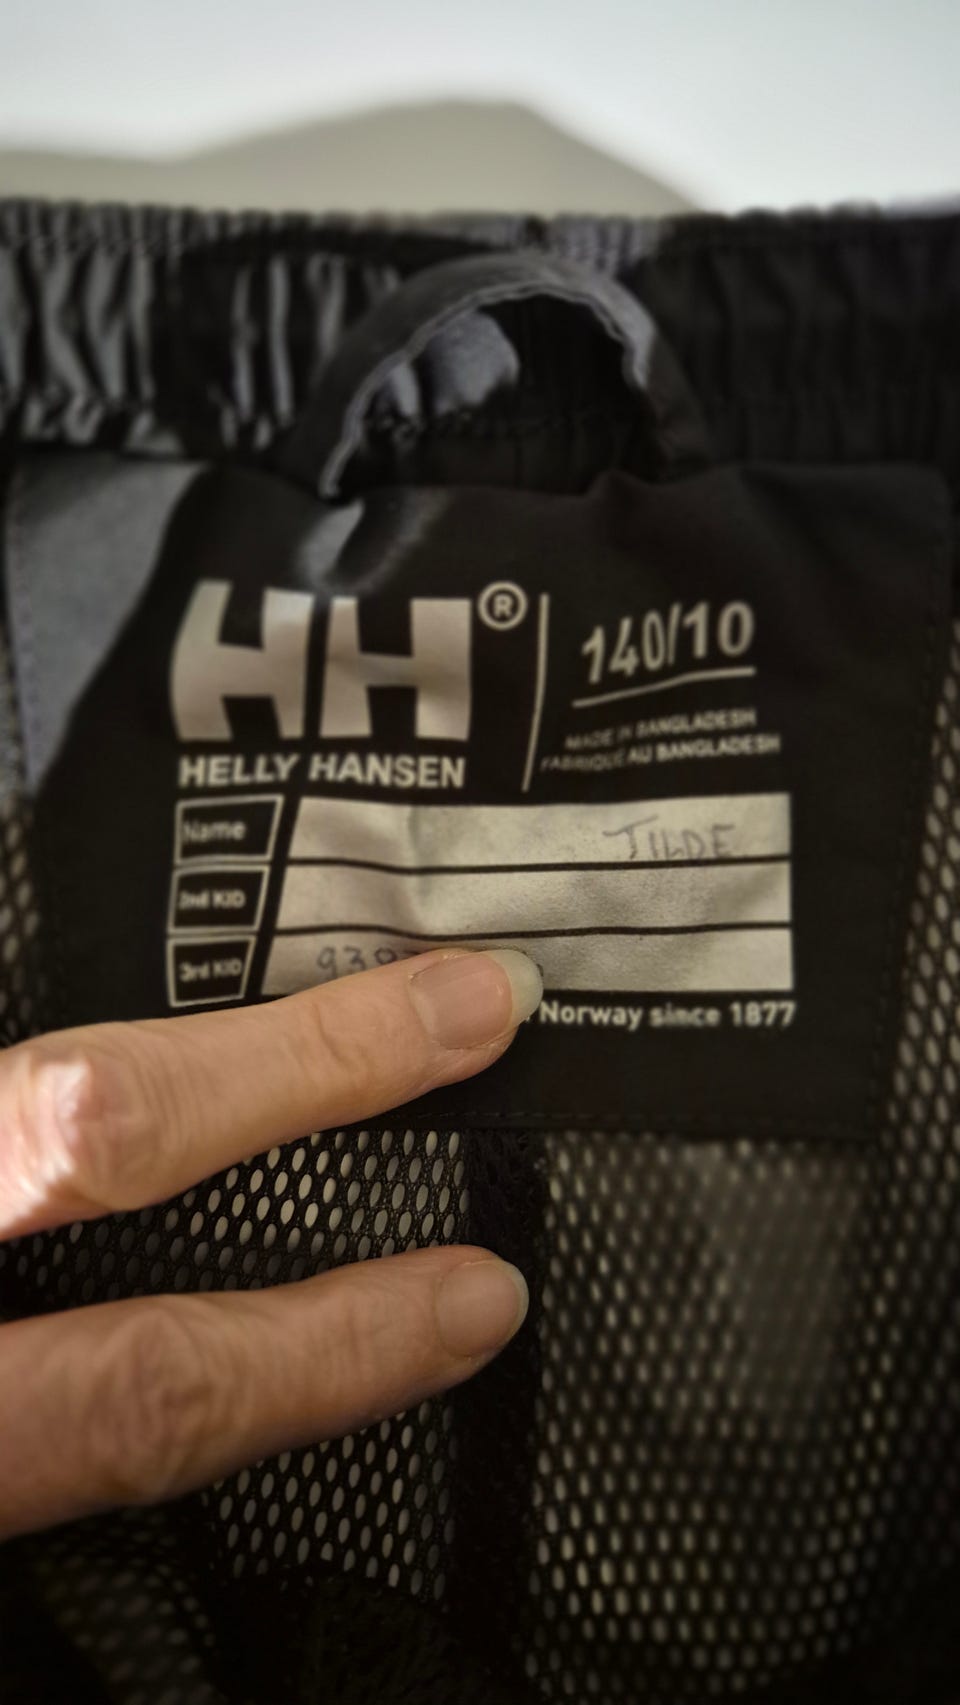 HH®
HELLY HANSEN
140/10
MADE IN BANGLADESH
FABRIQUÉ AU BANGLADESH
Name TILDE
2nd KID
3rd KID 938
Norway since 1877